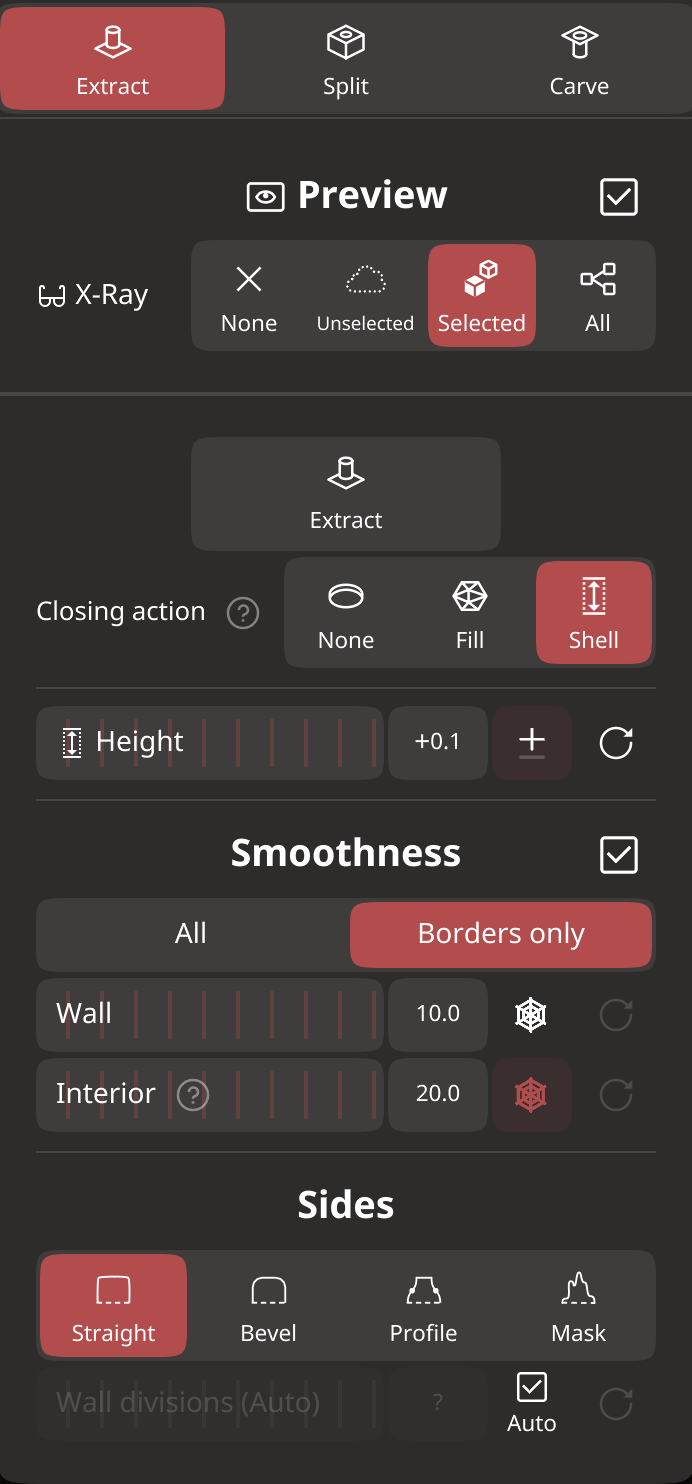 Extract
Split
Carve
Preview
X-Ray
None
Unselected
Selected
All
Extract
Closing action ?
None
Fill
Shell
Height
+0.1
±
Smoothness
All
Borders only
Wall
10.0
Interior ?
20.0
Sides
Straight
Bevel
Profile
Mask
Wall divisions (Auto)
?
Auto